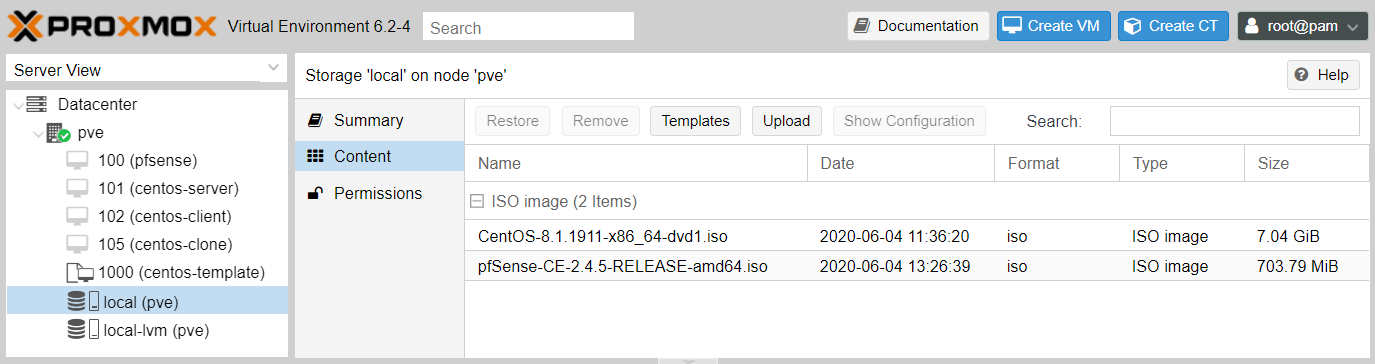 PROXMOX Virtual Environment 6.2-4 Search Documentation Create VM Create CT root@pam
Server View
Datacenter
pve
100 (pfsense)
101 (centos-server)
102 (centos-client)
105 (centos-clone)
1000 (centos-template)
local (pve)
local-lvm (pve)
Storage 'local' on node 'pve' Help
Summary
Content
Permissions
Restore Remove Templates Upload Show Configuration Search:
Name Date Format Type Size
ISO image (2 Items)
CentOS-8.1.1911-x86_64-dvd1.iso 2020-06-04 11:36:20 iso ISO image 7.04 GiB
pfSense-CE-2.4.5-RELEASE-amd64.iso 2020-06-04 13:26:39 iso ISO image 703.79 MiB